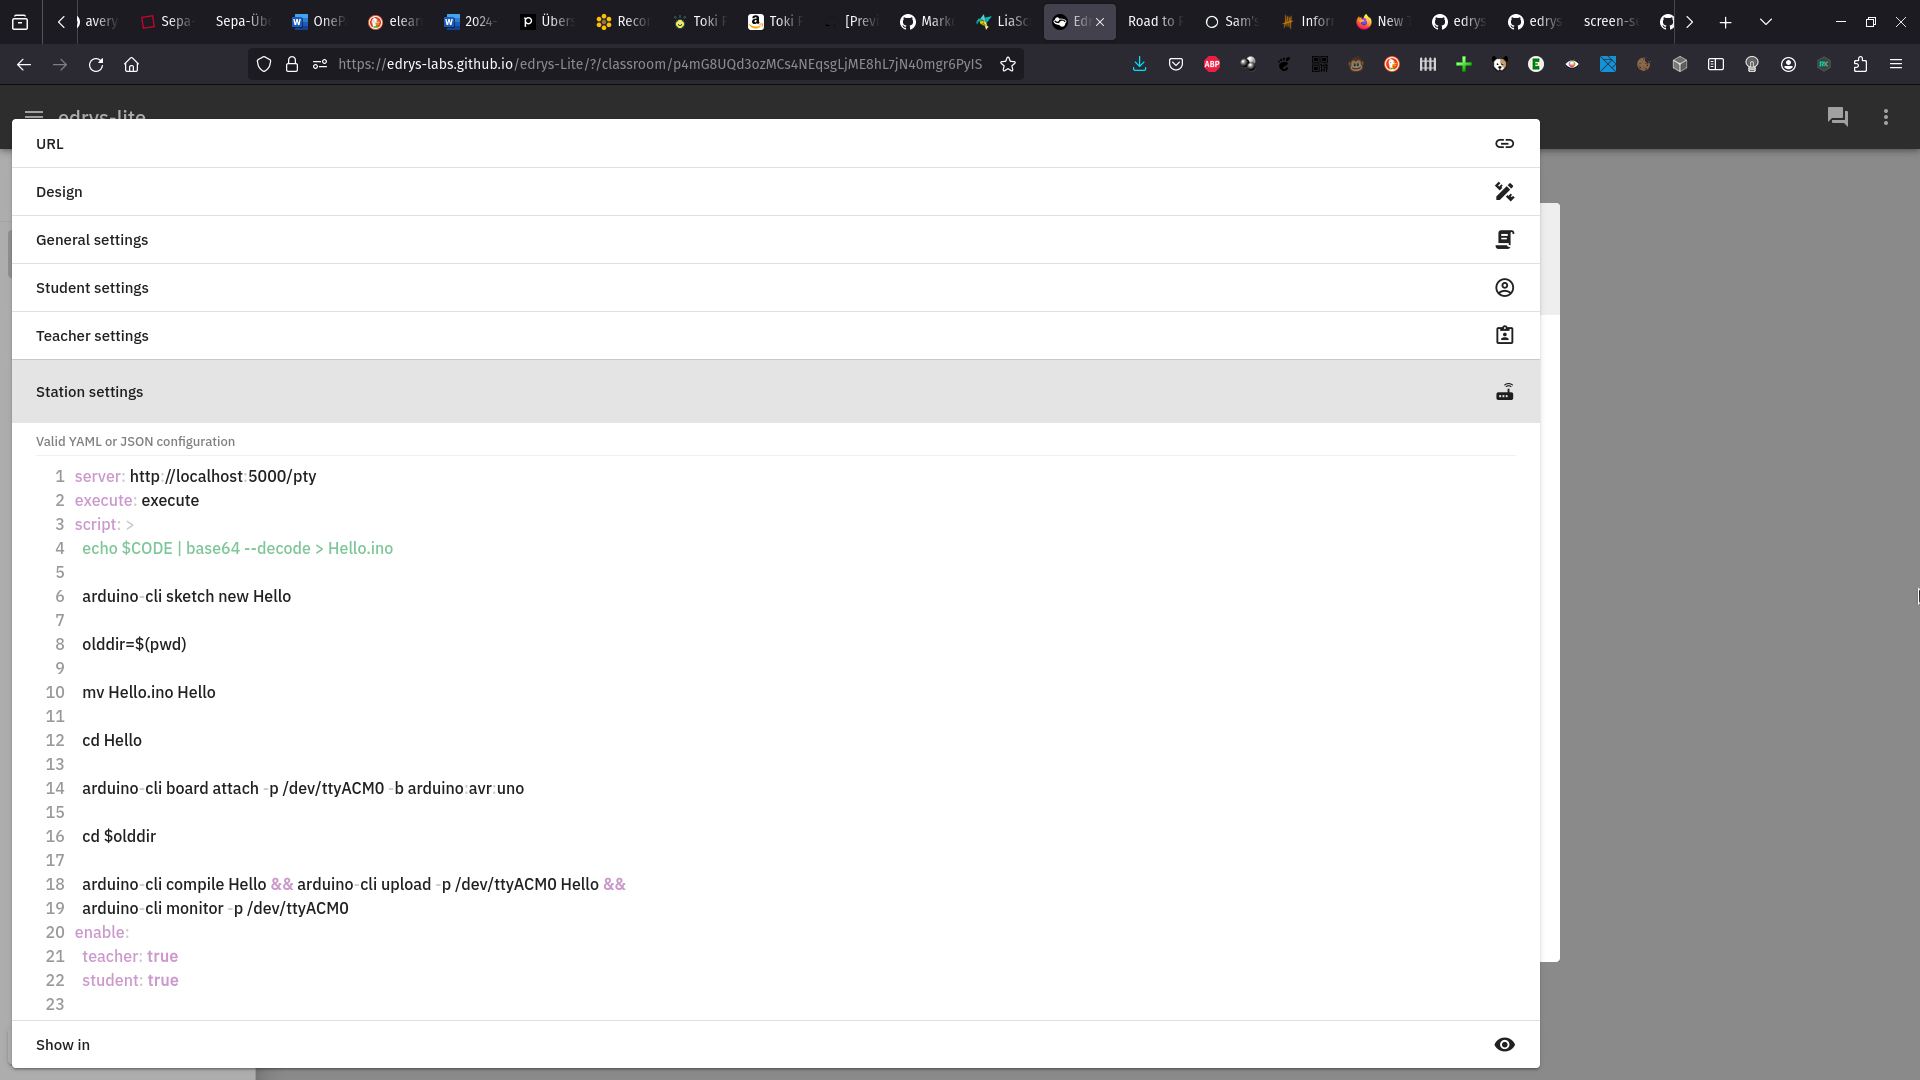 avery
Sepa-
Sepa-Üb
OneP
elear
2024-
Übers
Reco
Toki P
Toki P
[Previ
Marko
LiaSc
Ed
Road to
Sam's
Infor
New
edrys
edrys
screen-s
https://edrys-labs.github.io/edrys-Lite/?/classroom/p4mG8UQd3ozMCs4NEqsgLjME8hL7jN40mgr6PyIS
edrys-lite
URL
Design
General settings
Student settings
Teacher settings
Station settings
Valid YAML or JSON configuration
1 server: http://localhost:5000/pty
2 execute: execute
3 script: >
4 echo $CODE | base64 --decode > Hello.ino
5
6 arduino-cli sketch new Hello
7
8 olddir=$(pwd)
9
10 mv Hello.ino Hello
11
12 cd Hello
13
14 arduino-cli board attach -p /dev/ttyACM0 -b arduino:avr:uno
15
16 cd $olddir
17
18 arduino-cli compile Hello && arduino-cli upload -p /dev/ttyACM0 Hello &&
19 arduino-cli monitor -p /dev/ttyACM0
20 enable:
21 teacher: true
22 student: true
23
Show in